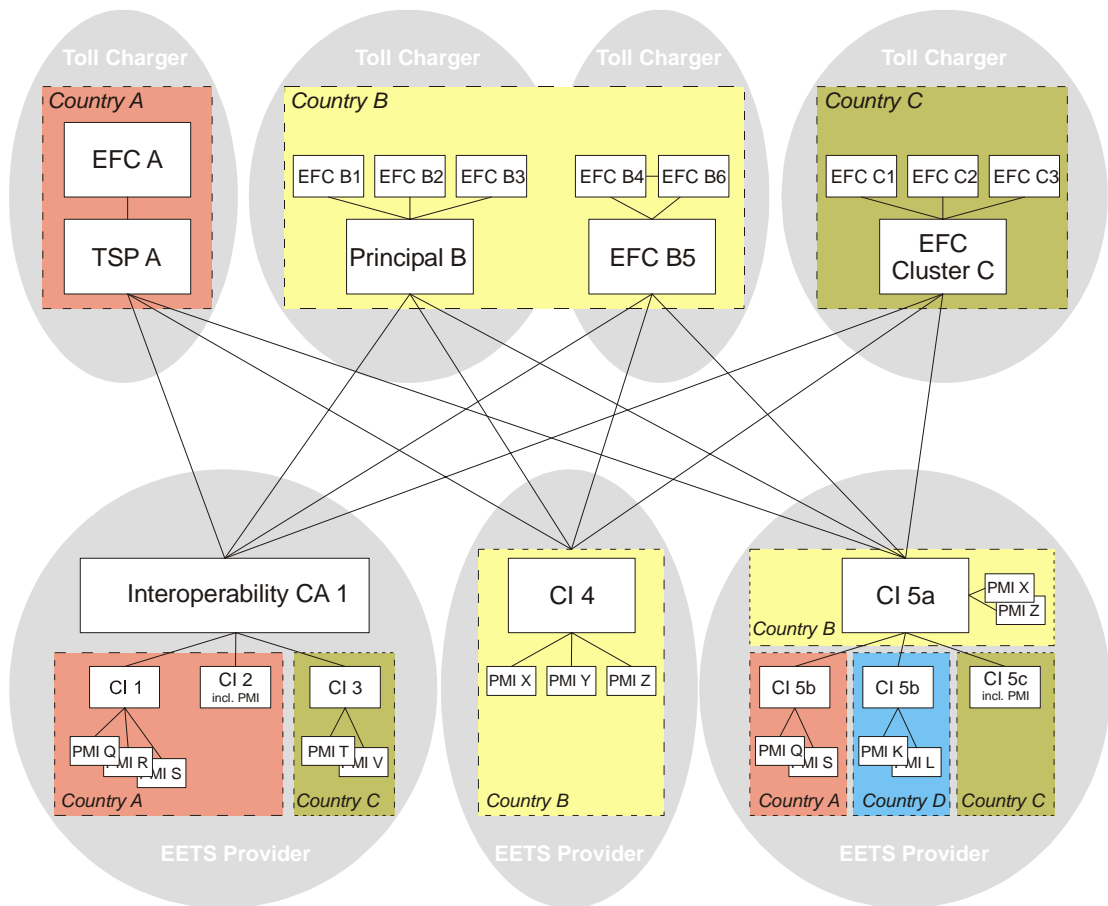 Toll Charger
Toll Charger
Toll Charger
Toll Charger
Country A
Country B
Country C
EFC A
EFC B1
EFC B2
EFC B3
EFC B4
EFC B6
EFC C1
EFC C2
EFC C3
TSP A
Principal B
EFC B5
EFC
Cluster C
Interoperability CA 1
CI 4
CI 5a
PMI X
PMI Z
Country B
CI 1
CI 2
incl. PMI
CI 3
PMI X
PMI Y
PMI Z
CI 5b
CI 5b
CI 5c
incl. PMI
PMI Q
PMI R
PMI S
PMI T
PMI V
PMI Q
PMI S
PMI K
PMI L
Country A
Country C
Country B
Country A
Country D
Country C
EETS Provider
EETS Provider
EETS Provider